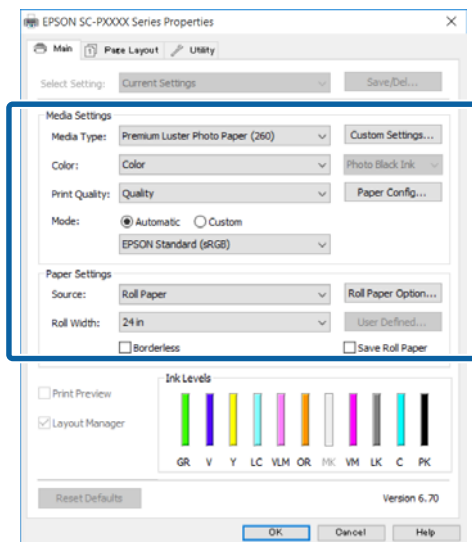 EPSON SC-PXXXX Series Properties
Main Page Layout Utility
Select Setting: Current Settings Save/Del...
Media Settings
Media Type: Premium Luster Photo Paper (260) Custom Settings...
Color: Color Photo Black Ink
Print Quality: Quality Paper Config...
Mode: Automatic Custom
EPSON Standard (sRGB)
Paper Settings
Source: Roll Paper Roll Paper Option...
Roll Width: 24 in User Defined...
Borderless Save Roll Paper
Ink Levels
Print Preview
Layout Manager
GR V Y LC VLM OR MK VM LK C PK
Reset Defaults Version 6.70
OK Cancel Help